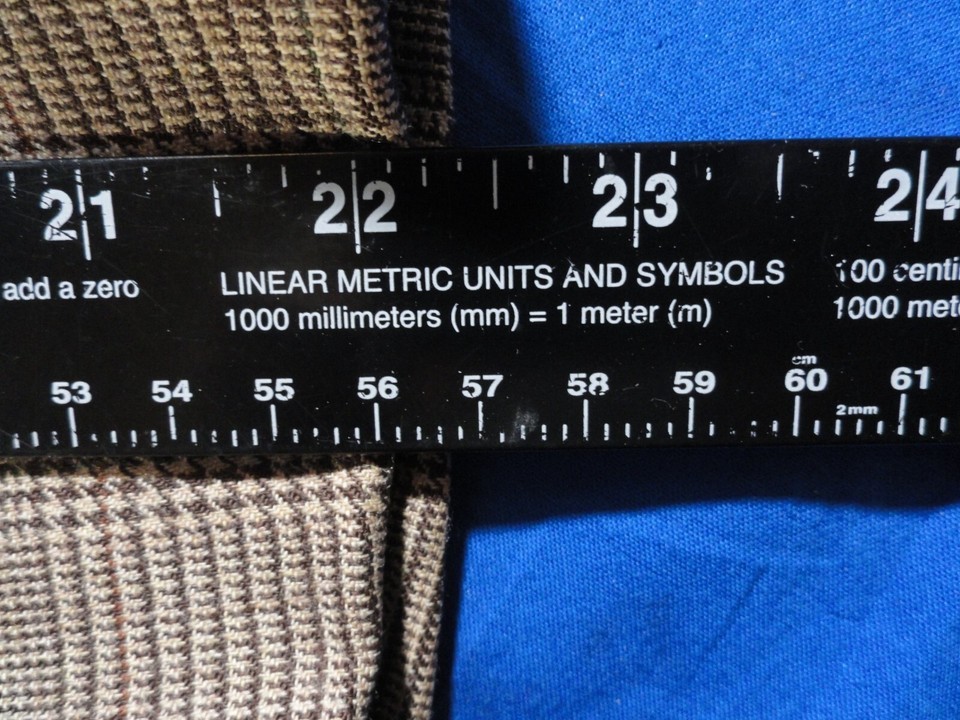 21 22 23 24
add a zero LINEAR METRIC UNITS AND SYMBOLS 100 centi
1000 millimeters (mm) = 1 meter (m) 1000 mete
cm
53 54 55 56 57 58 59 60 61
2mm